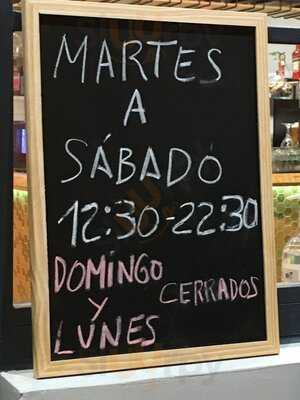 MARTES
A
SÁBADO
12:30-22:30
DOMINGO
Y
CERRADOS
LUNES